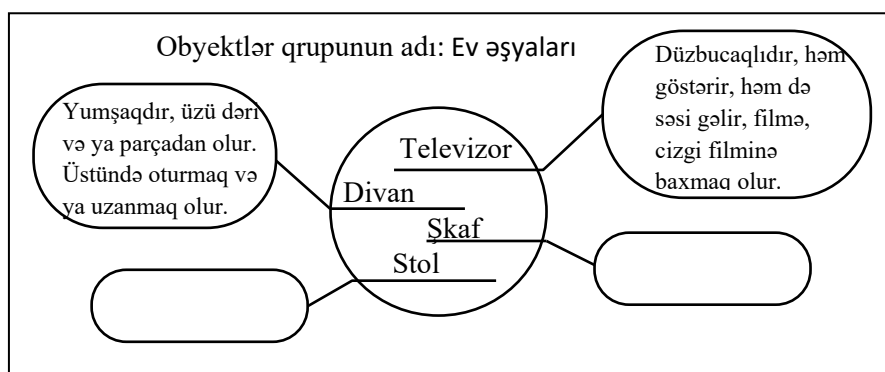 Obyektlər qrupunun adı: Ev əşyaları
Yumşaqdır, üzü dəri
və ya parçadan olur.
Üstündə oturmaq və
ya uzanmaq olur.
Düzbucaqlıdır, həm
göstərir, həm də
səsi gəlir, filmə,
cizgi filminə
baxmaq olur.
Televizor
Divan
Şkaf
Stol